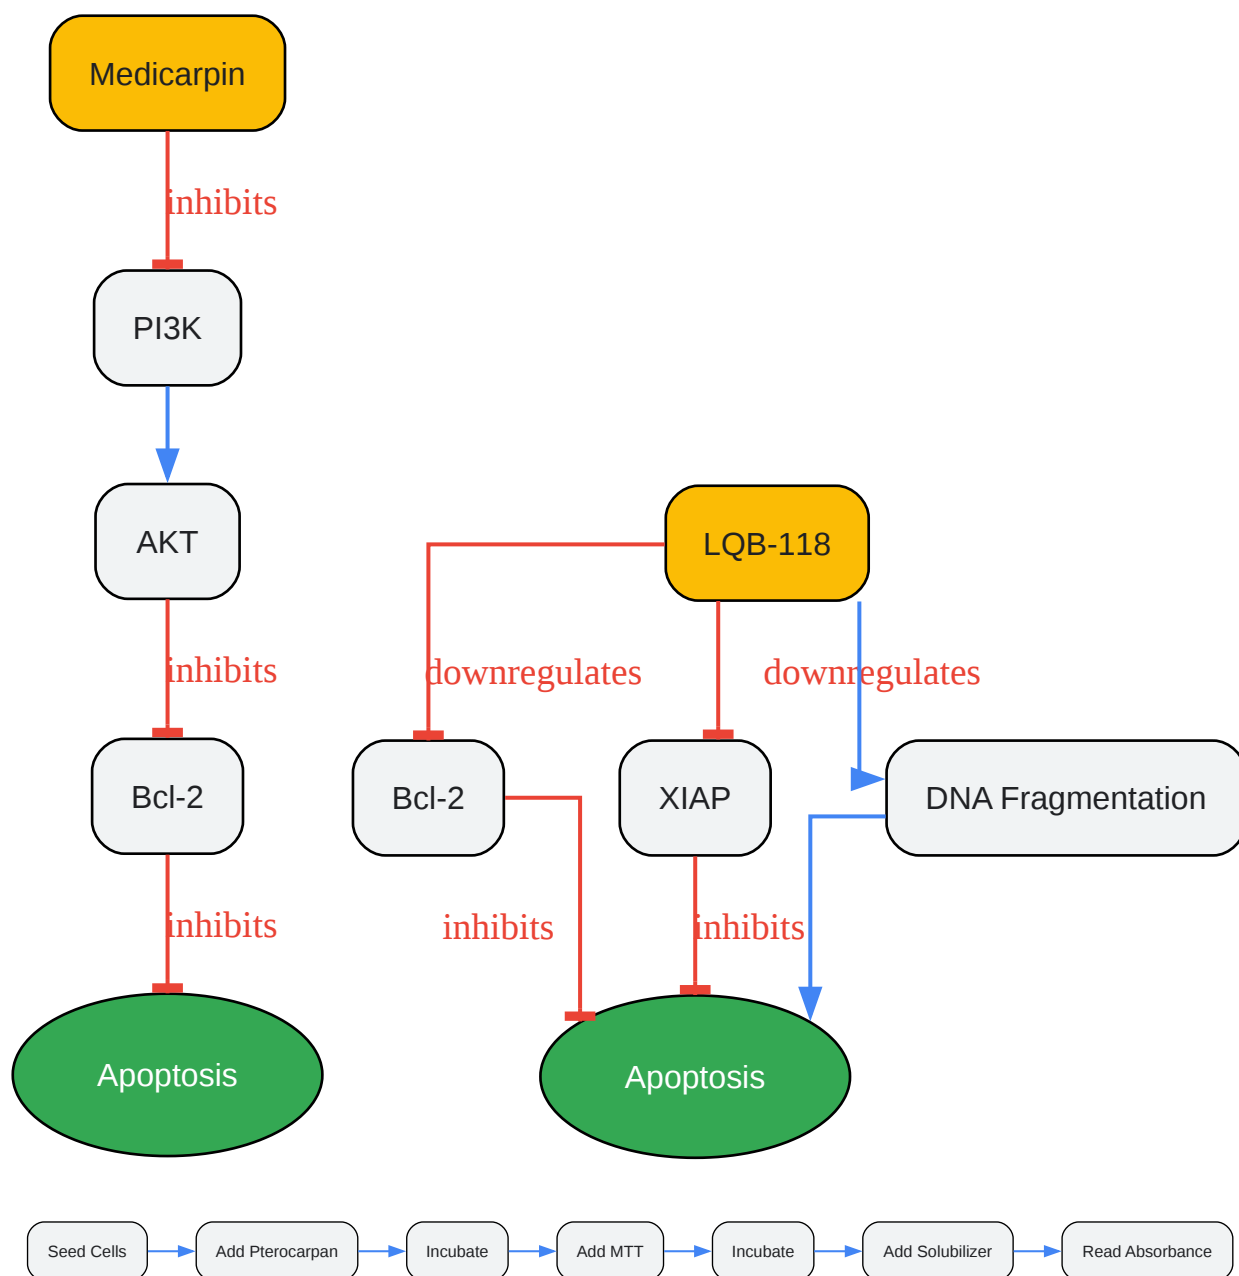 Medicarpin
inhibits
PI3K
AKT
LQB-118
inhibits
downregulates
downregulates
Bcl-2
Bcl-2
XIAP
DNA Fragmentation
inhibits
inhibits
inhibits
Apoptosis
Apoptosis
Seed Cells
Add Pterocarpan
Incubate
Add MTT
Incubate
Add Solubilizer
Read Absorbance